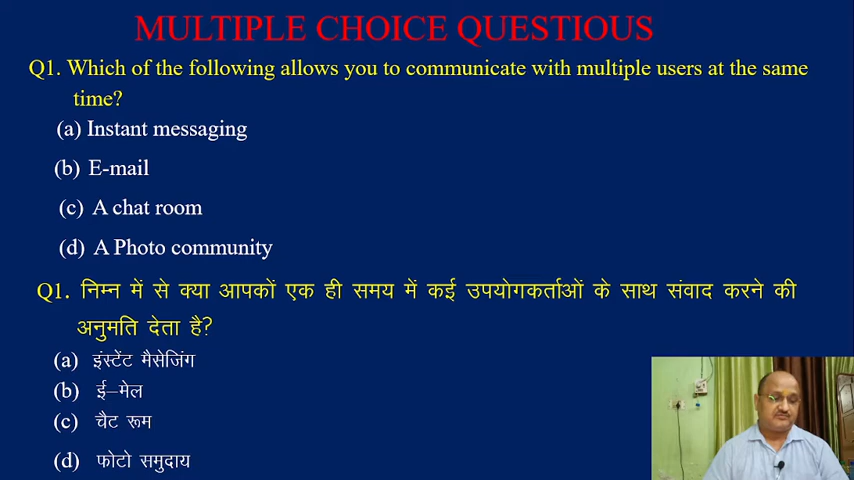 MULTIPLE CHOICE QUESTIOUS
Q1. Which of the following allows you to communicate with multiple users at the same
time?
(a) Instant messaging
(b) E-mail
(c) A chat room
(d) A Photo community
Q1. निम्न में से क्या आपकों एक ही समय में कई उपयोगकर्ताओं के साथ संवाद करने की
अनुमति देता है?
(a) इंस्टेंट मैसेजिंग
(b) ई–मेल
(c) चैट रूम
(d) फोटो समुदाय